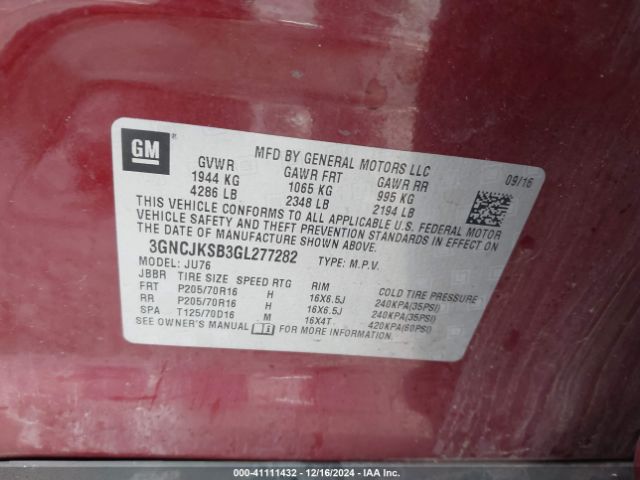 GM
MFD BY GENERAL MOTORS LLC 09/16
GVWR GAWR FRT GAWR RR
1944 KG 1065 KG 995 KG
4286 LB 2348 LB 2194 LB
THIS VEHICLE CONFORMS TO ALL APPLICABLE U.S. FEDERAL MOTOR
VEHICLE SAFETY AND THEFT PREVENTION STANDARDS IN EFFECT ON
THE DATE OF MANUFACTURE SHOWN ABOVE.
3GNCJKSB3GL277282 TYPE: M.P.V.
MODEL: JU76
JBBR TIRE SIZE SPEED RTG RIM COLD TIRE PRESSURE
FRT P205/70R16 H 16X6.5J 240KPA(35PSI)
RR P205/70R16 H 16X6.5J 240KPA(35PSI)
SPA T125/70D16 M 16X4T 420KPA(60PSI)
SEE OWNER'S MANUAL FOR MORE INFORMATION.
000-41111432 - 12/16/2024 - IAA Inc.